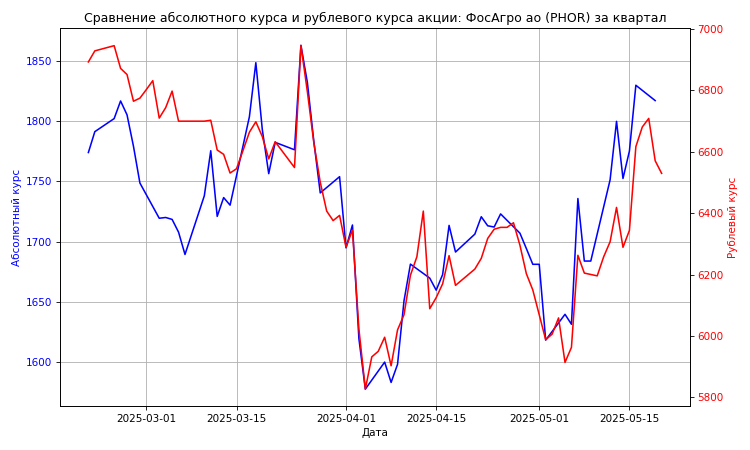 Сравнение абсолютного курса и рублевого курса акции: ФосАгро ао (PHOR) за квартал
7000
1850
6800
1800
6600
1750
Абсолютный курс
Рублевый курс
6400
1700
6200
1650
6000
1600
5800
2025-03-01 2025-03-15 2025-04-01 2025-04-15 2025-05-01 2025-05-15
Дата